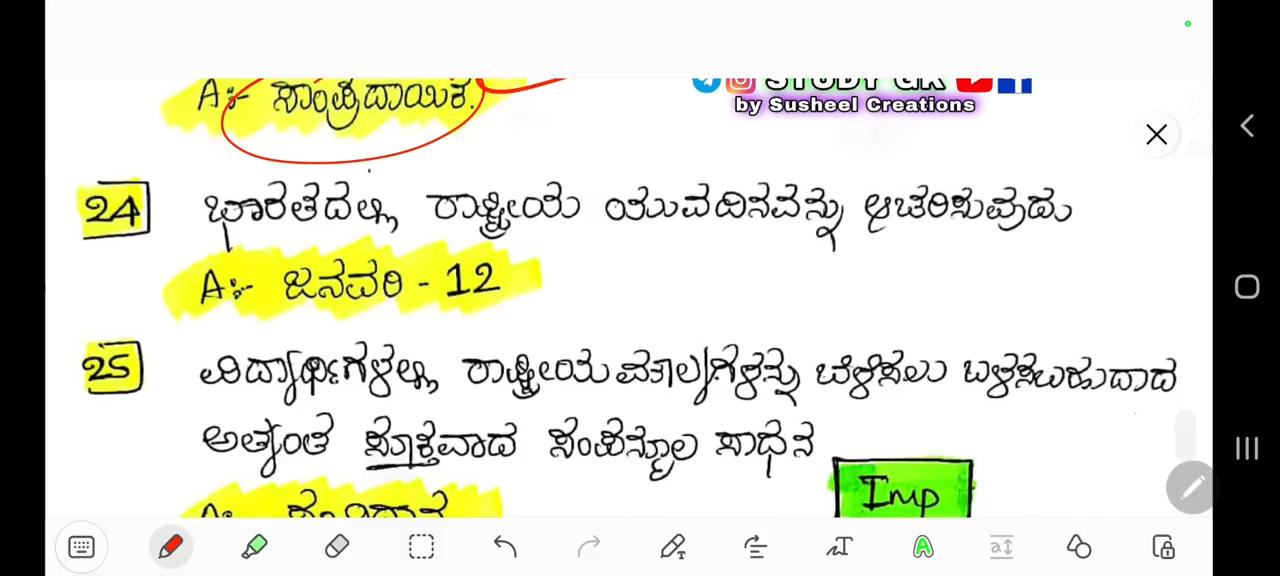 A:- ಸಾಂಪ್ರದಾಯಿಕ.
STUDY GK
by Susheel Creations
24 ಭಾರತದಲ್ಲಿ ರಾಷ್ಟ್ರೀಯ ಯುವದಿನವನ್ನು ಆಚರಿಸುವುದು
A:- ಜನವರಿ - 12
25 ವಿದ್ಯಾರ್ಥಿಗಳಲ್ಲಿ ರಾಷ್ಟ್ರೀಯ ಮೌಲ್ಯಗಳನ್ನು ಬೆಳೆಸಲು ಬಳಸಬಹುದಾದ
ಅತ್ಯಂತ ಸೂಕ್ತವಾದ ಸಂಪನ್ಮೂಲ ಸಾಧನ
Imp
A:-